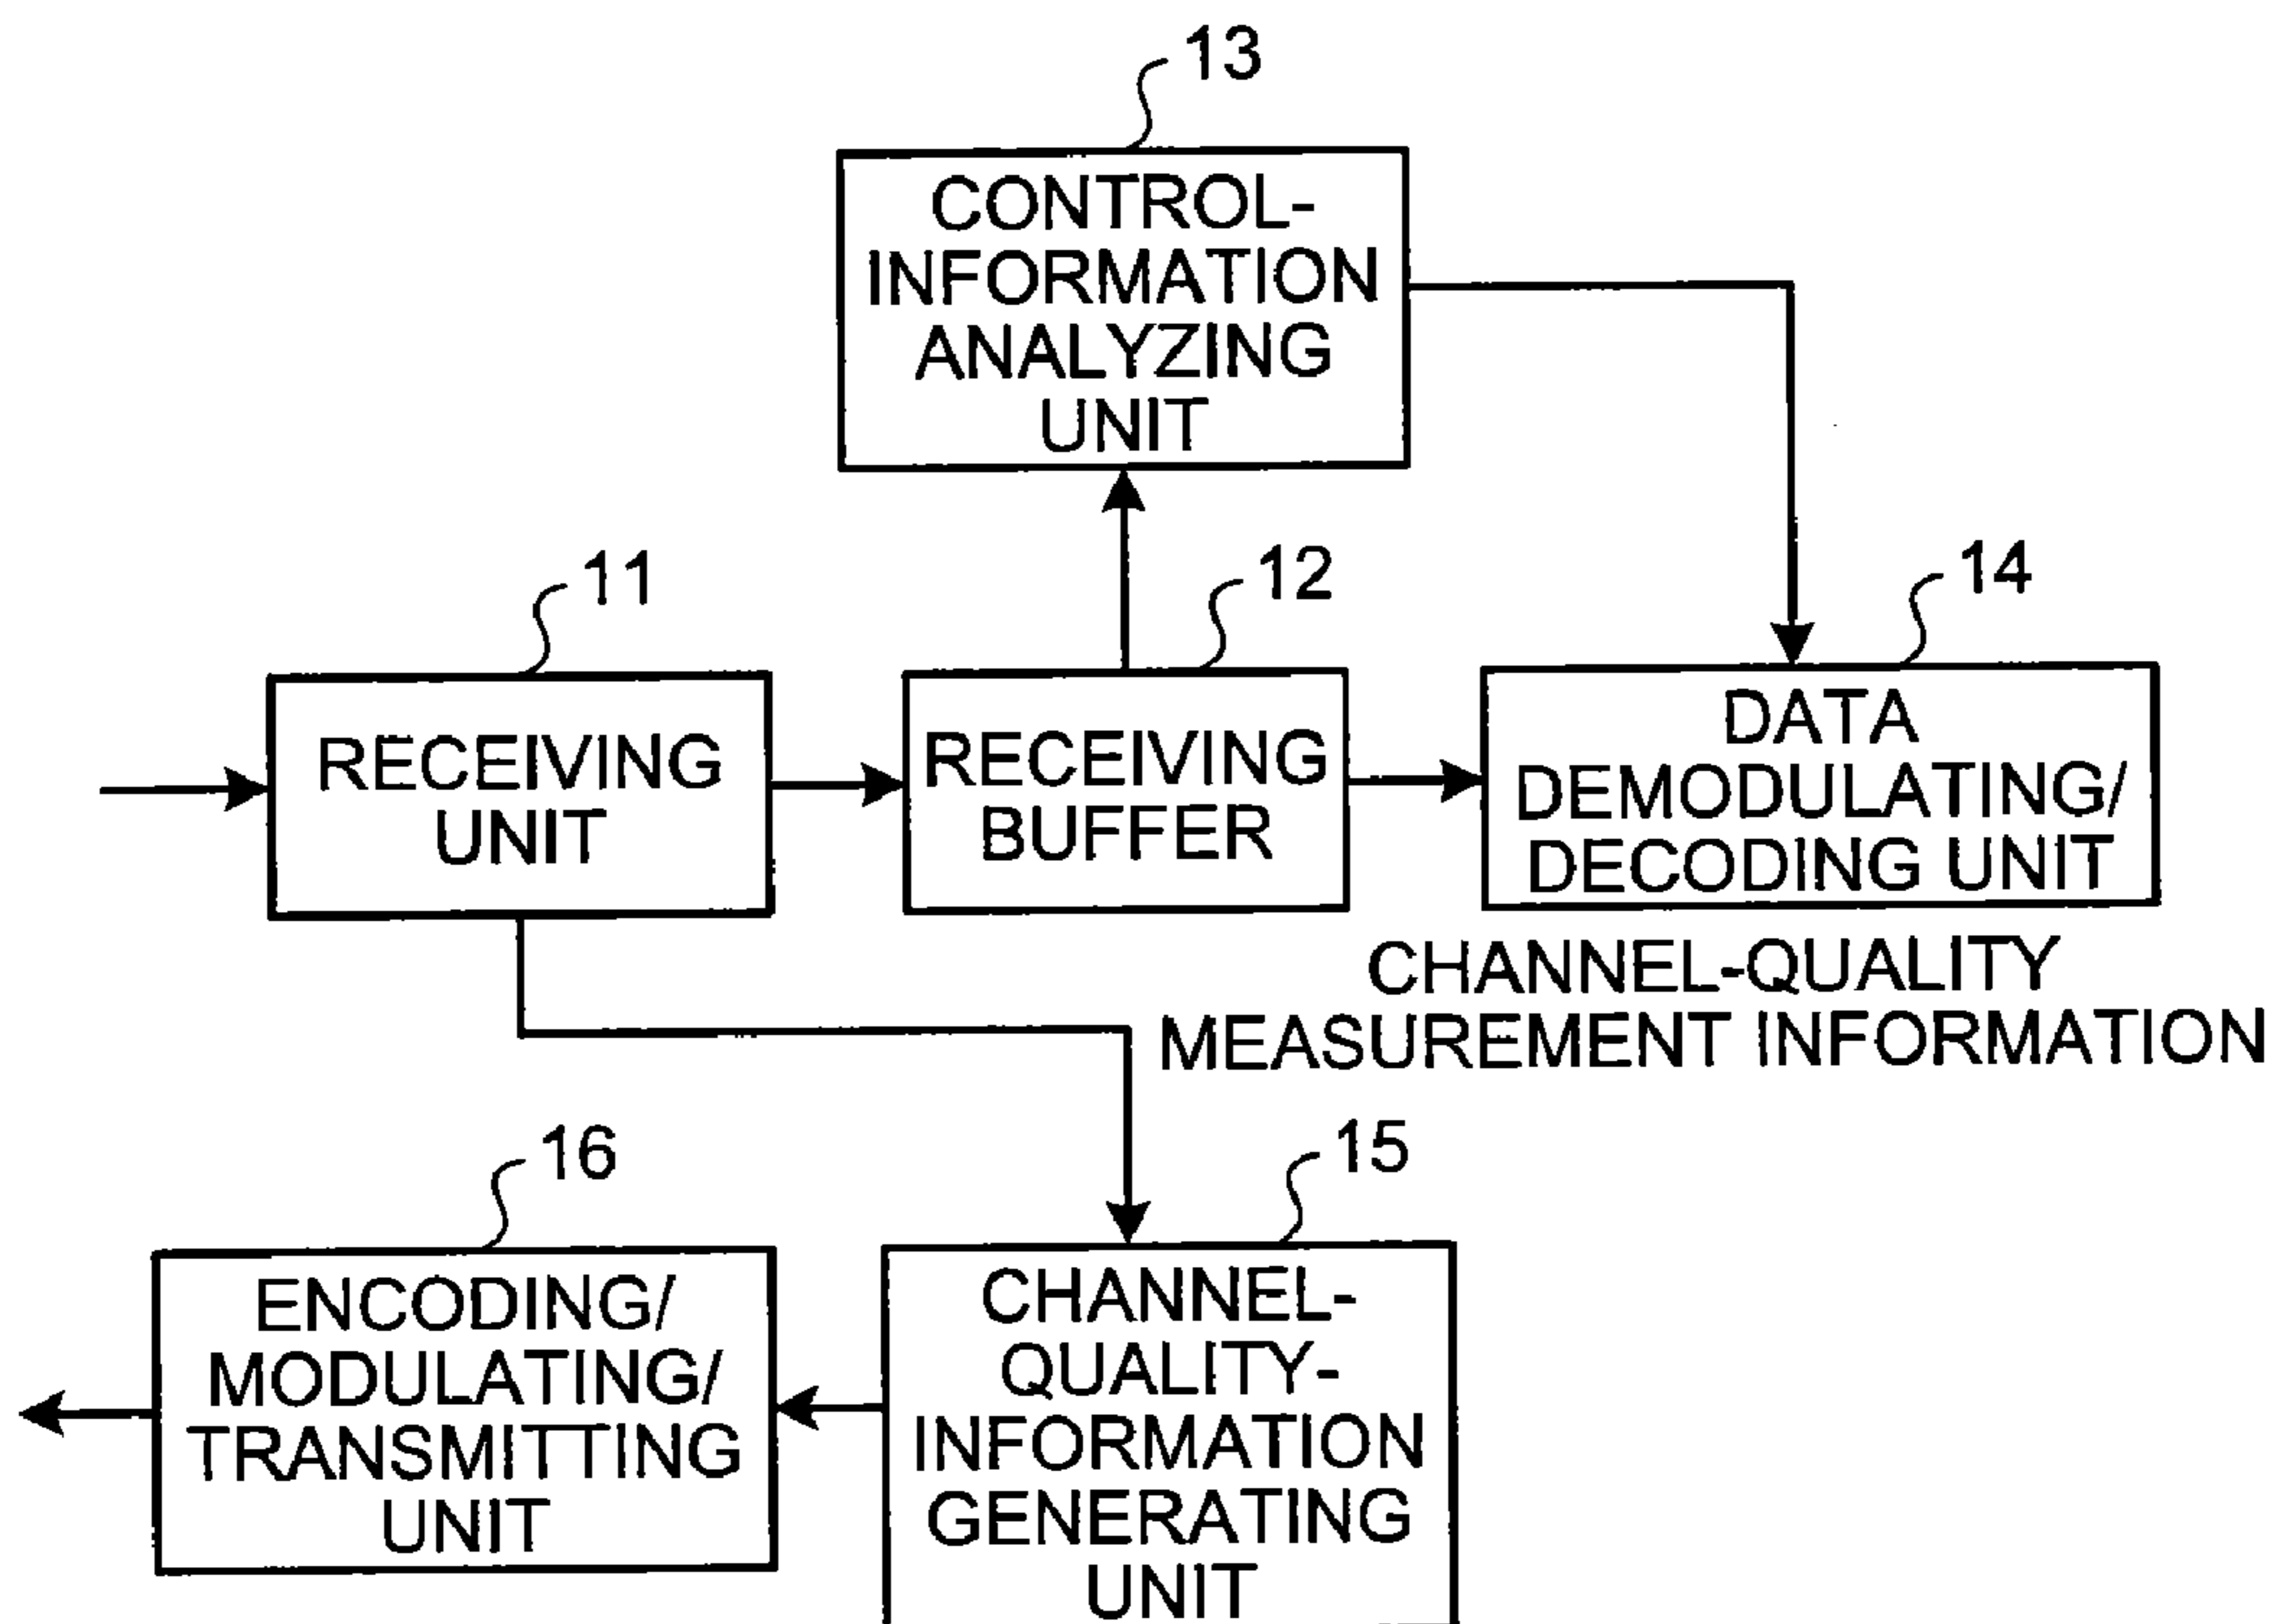 13
CONTROL-
INFORMATION
ANALYZING
UNIT
11
12
14
RECEIVING
UNIT
RECEIVING
BUFFER
DATA
DEMODULATING/
DECODING UNIT
CHANNEL-QUALITY
MEASUREMENT INFORMATION
16
15
ENCODING/
MODULATING/
TRANSMITTING
UNIT
CHANNEL-
QUALITY-
INFORMATION
GENERATING
UNIT